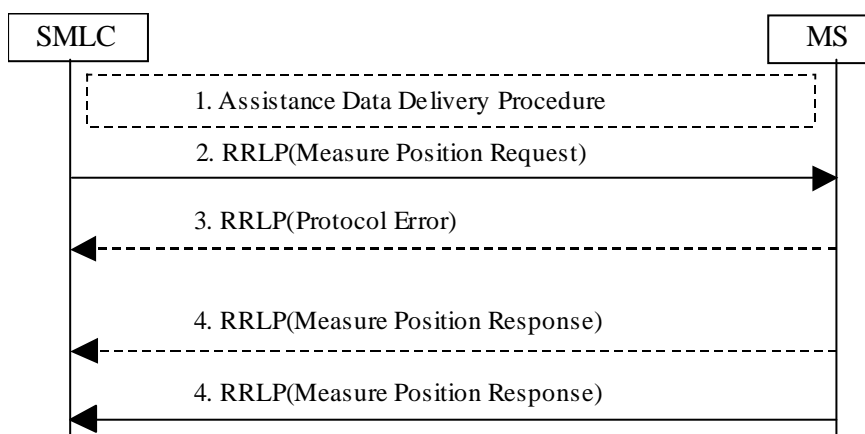 SMLC
MS
1. Assistance Data Delivery Procedure
2. RRLP(Measure Position Request)
3. RRLP(Protocol Error)
4. RRLP(Measure Position Response)
4. RRLP(Measure Position Response)